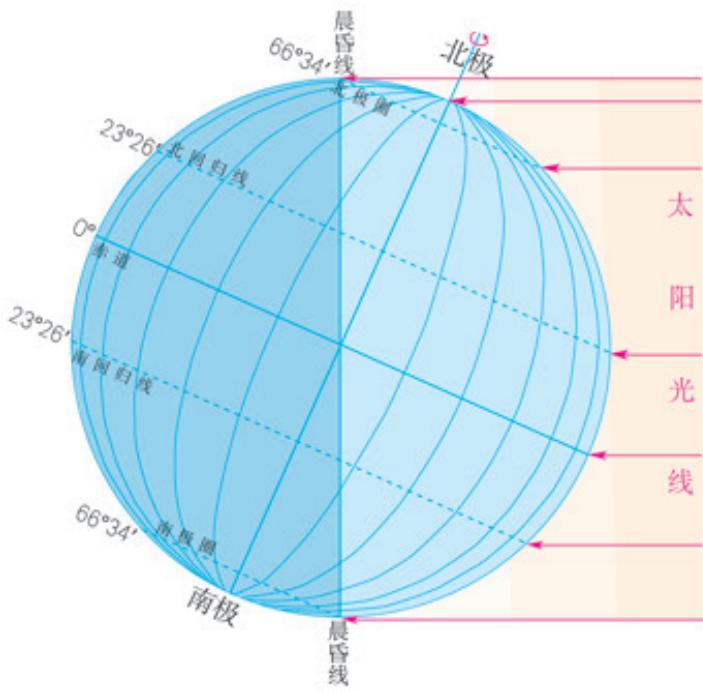 晨昏线
北极
66°34′
北极圈
23°26′
北回归线
0°
赤道
23°26′
南回归线
66°34′
南极圈
南极
晨昏线
太阳光线